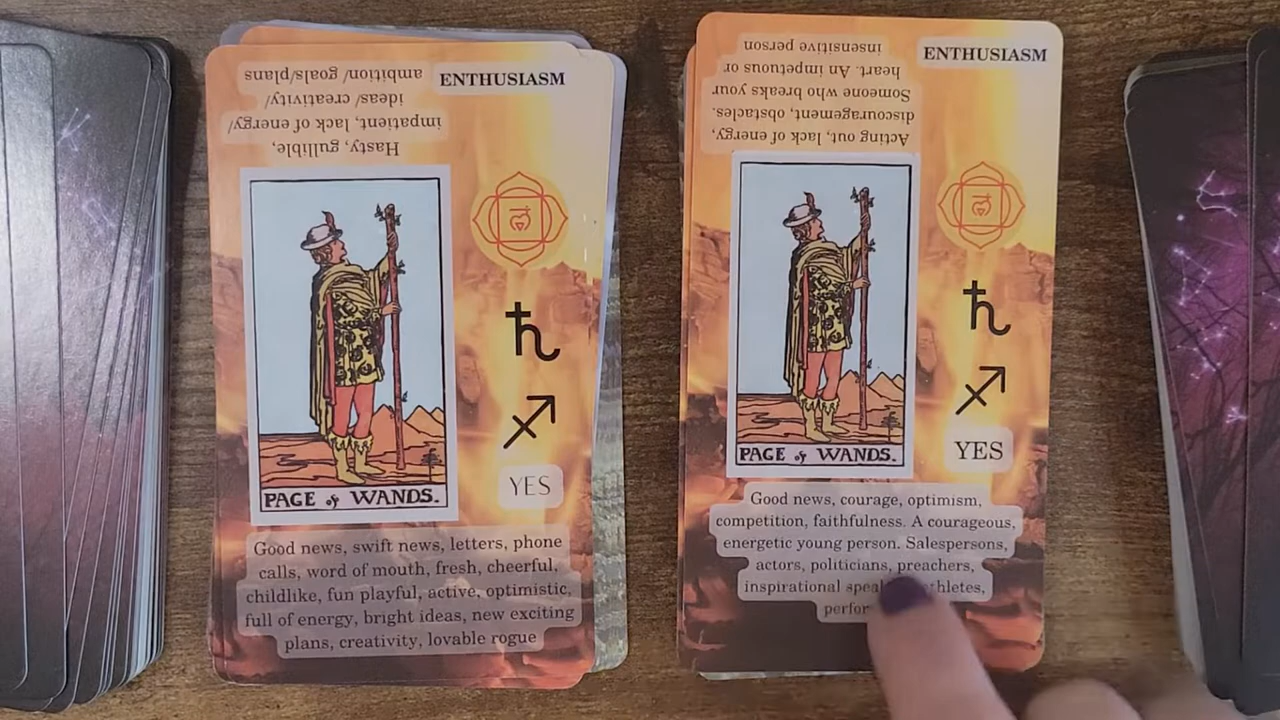 ambition/ goals/plans
ideas/ creativity/
impatient, lack of energy/
Hasty, gullible,
ENTHUSIASM
PAGE of WANDS.
YES
Good news, swift news, letters, phone
calls, word of mouth, fresh, cheerful,
childlike, fun playful, active, optimistic,
full of energy, bright ideas, new exciting
plans, creativity, lovable rogue
Acting out, lack of energy,
discouragement, obstacles.
Someone who breaks your
heart. An impetuous or
insensitive person
ENTHUSIASM
PAGE of WANDS.
YES
Good news, courage, optimism,
competition, faithfulness. A courageous,
energetic young person. Salespersons,
actors, politicians, preachers,
inspirational